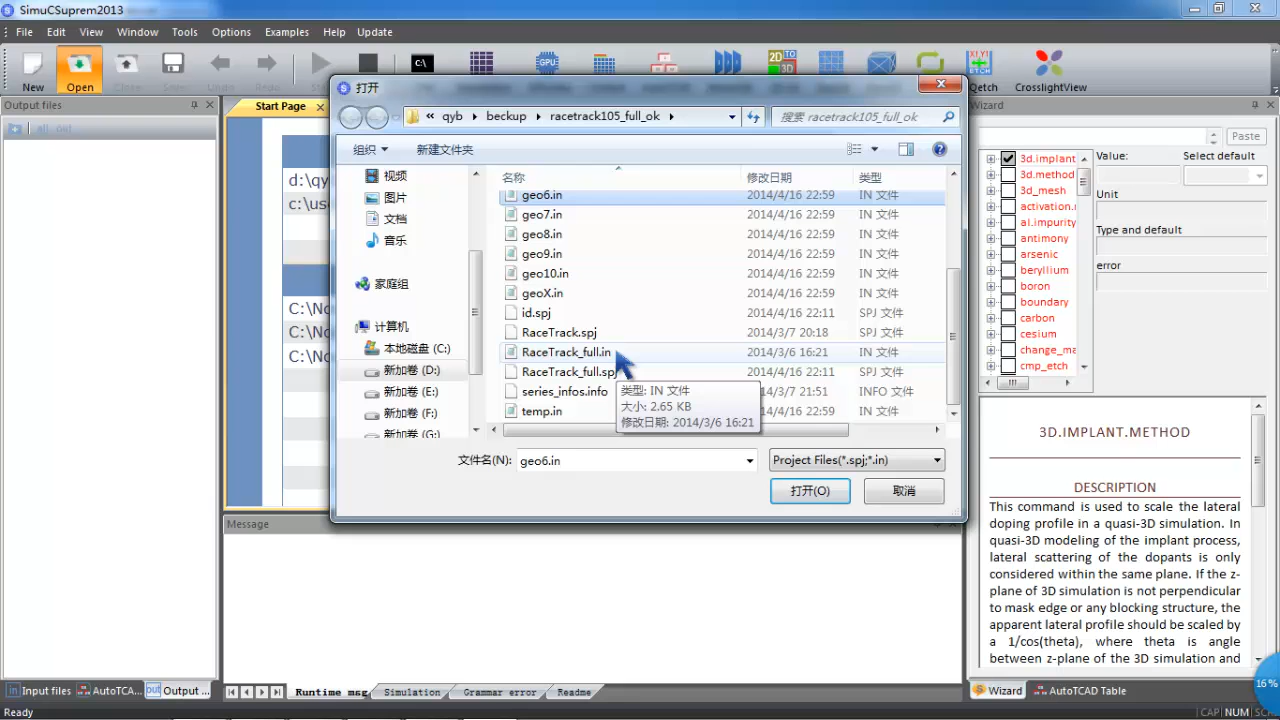 SimuCSuprem2013
File Edit View Window Tools Options Examples Help Update
New Open Qetch CrosslightView
C:\
GPU
2D TO 3D
X1,Y1 ETCH
Output files
all out
Start Page
d:\qy
c:\us
C:\No
C:\No
C:\No
打开
« qyb beckup racetrack105_full_ok
搜索 racetrack105_full_ok
组织 新建文件夹
视频
图片
文档
音乐
家庭组
计算机
本地磁盘 (C:)
新加卷 (D:)
新加卷 (E:)
新加卷 (F:)
新加卷 (G:)
名称 修改日期 类型
geo6.in 2014/4/16 22:59 IN 文件
geo7.in 2014/4/16 22:59 IN 文件
geo8.in 2014/4/16 22:59 IN 文件
geo9.in 2014/4/16 22:59 IN 文件
geo10.in 2014/4/16 22:59 IN 文件
geoX.in 2014/4/16 22:59 IN 文件
id.spj 2014/4/16 22:11 SPJ 文件
RaceTrack.spj 2014/3/7 20:18 SPJ 文件
RaceTrack_full.in 2014/3/6 16:21 IN 文件
RaceTrack_full.spj 2014/4/16 22:11 SPJ 文件
series_infos.info 2014/3/7 21:51 INFO 文件
temp.in 2014/4/16 22:59 IN 文件
类型: IN 文件
大小: 2.65 KB
修改日期: 2014/3/6 16:21
文件名(N): geo6.in
Project Files(*.spj;*.in)
打开(O) 取消
Wizard
Paste
3d.implant
3d.method
3d_mesh
activation.
al.impurity
antimony
arsenic
beryllium
boron
boundary
carbon
cesium
change_ma
cmp_etch
Value: Select default
Unit
Type and default
error
3D.IMPLANT.METHOD
DESCRIPTION
This command is used to scale the lateral
doping profile in a quasi-3D simulation. In
quasi-3D modeling of the implant process,
lateral scattering of the dopants is only
considered within the same plane. If the z-
plane of 3D simulation is not perpendicular
to mask edge or any blocking structure, the
apparent lateral profile should be scaled by
a 1/cos(theta), where theta is angle
between z-plane of the 3D simulation and
Message
Input files AutoTCA... Output ...
Runtime msg Simulation Grammar error Readme
Wizard AutoTCAD Table
16%
Ready
CAP NUM